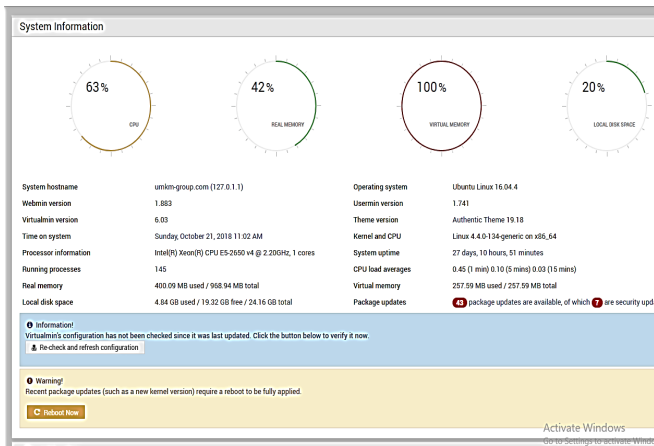 System Information
63%
CPU
42%
REAL MEMORY
100%
VIRTUAL MEMORY
20%
LOCAL DISK SPACE
System hostname umkm-group.com (127.0.1.1) Operating system Ubuntu Linux 16.04.4
Webmin version 1.883 Usermin version 1.741
Virtualmin version 6.03 Theme version Authentic Theme 19.18
Time on system Sunday, October 21, 2018 11:02 AM Kernel and CPU Linux 4.4.0-134-generic on x86_64
Processor information Intel(R) Xeon(R) CPU E5-2650 v4 @ 2.20GHz, 1 cores System uptime 27 days, 10 hours, 51 minutes
Running processes 145 CPU load averages 0.45 (1 min) 0.10 (5 mins) 0.03 (15 mins)
Real memory 400.09 MB used / 968.94 MB total Virtual memory 257.59 MB used / 257.59 MB total
Local disk space 4.84 GB used / 19.32 GB free / 24.16 GB total Package updates 43 package updates are available, of which 7 are security upd
Information!
Virtualmin's configuration has not been checked since it was last updated. Click the button below to verify it now.
Re-check and refresh configuration
Warning!
Recent package updates (such as a new kernel version) require a reboot to be fully applied.
Reboot Now
Activate Windows
Go to Settings to activate Windo